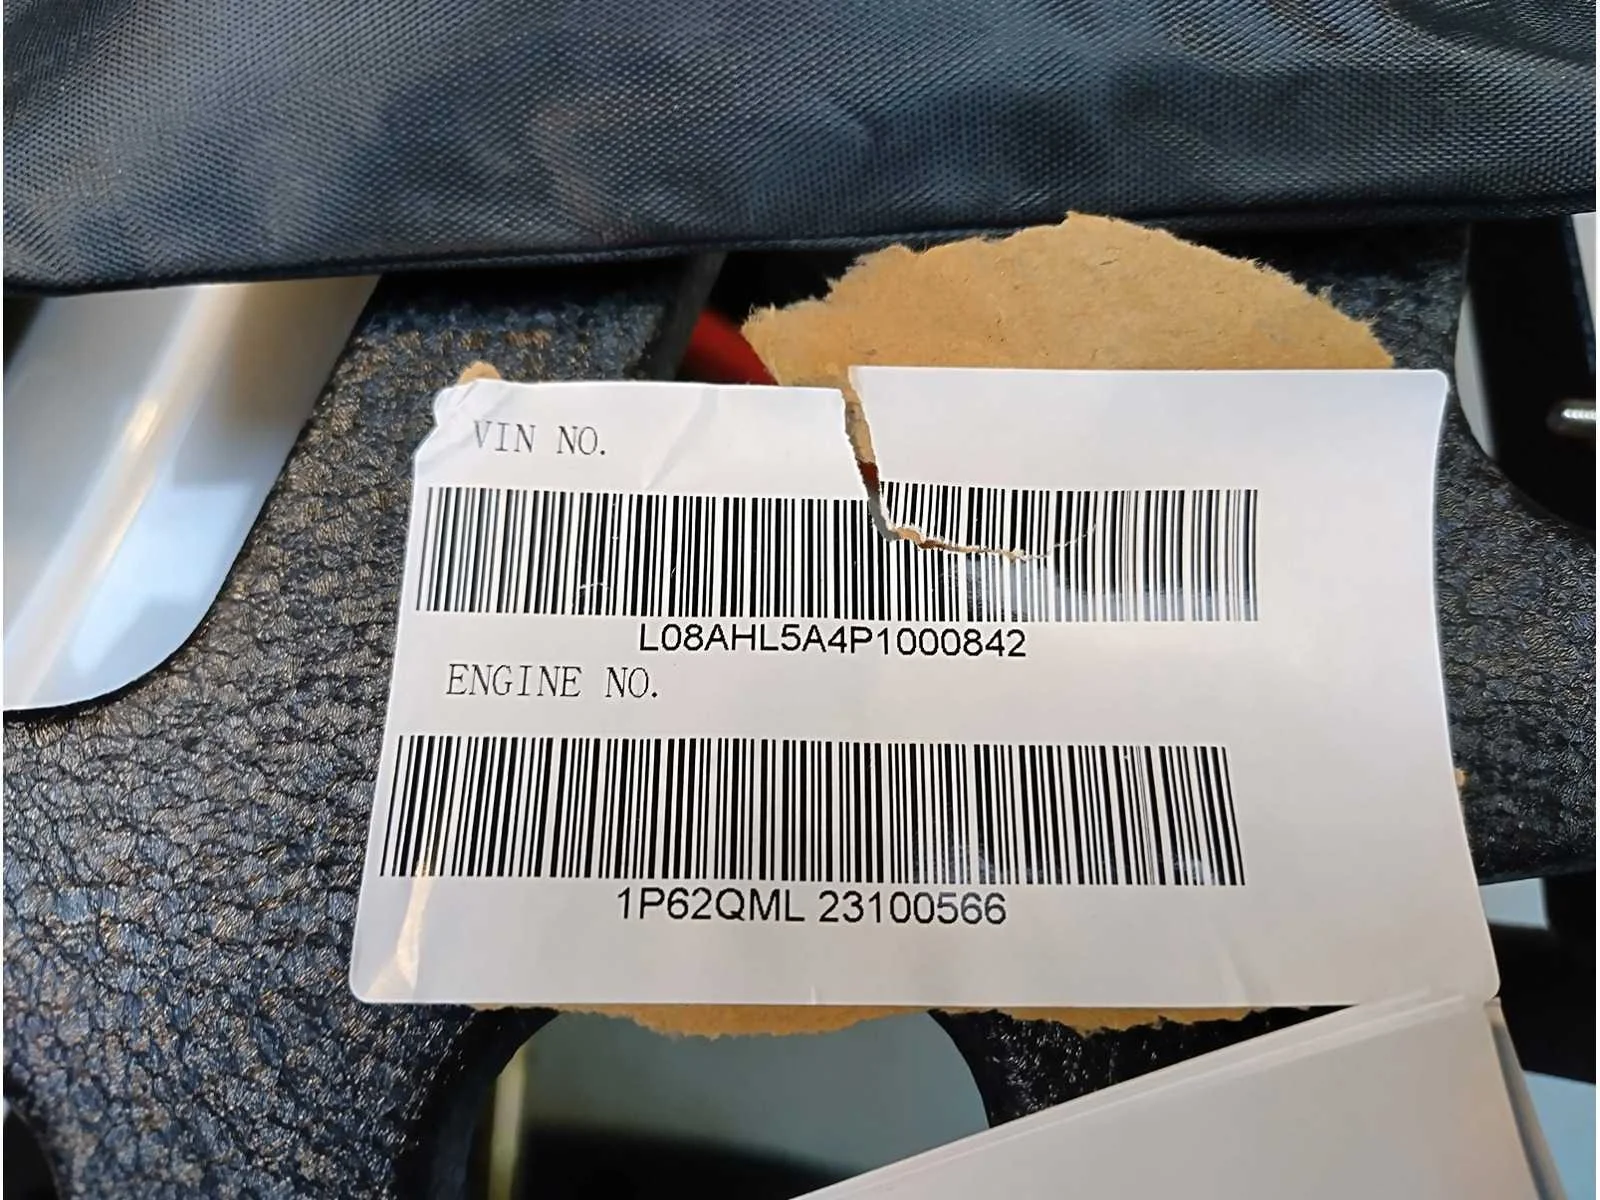 VIN NO.
L08AHL5A4P1000842
ENGINE NO.
1P62QML 23100566